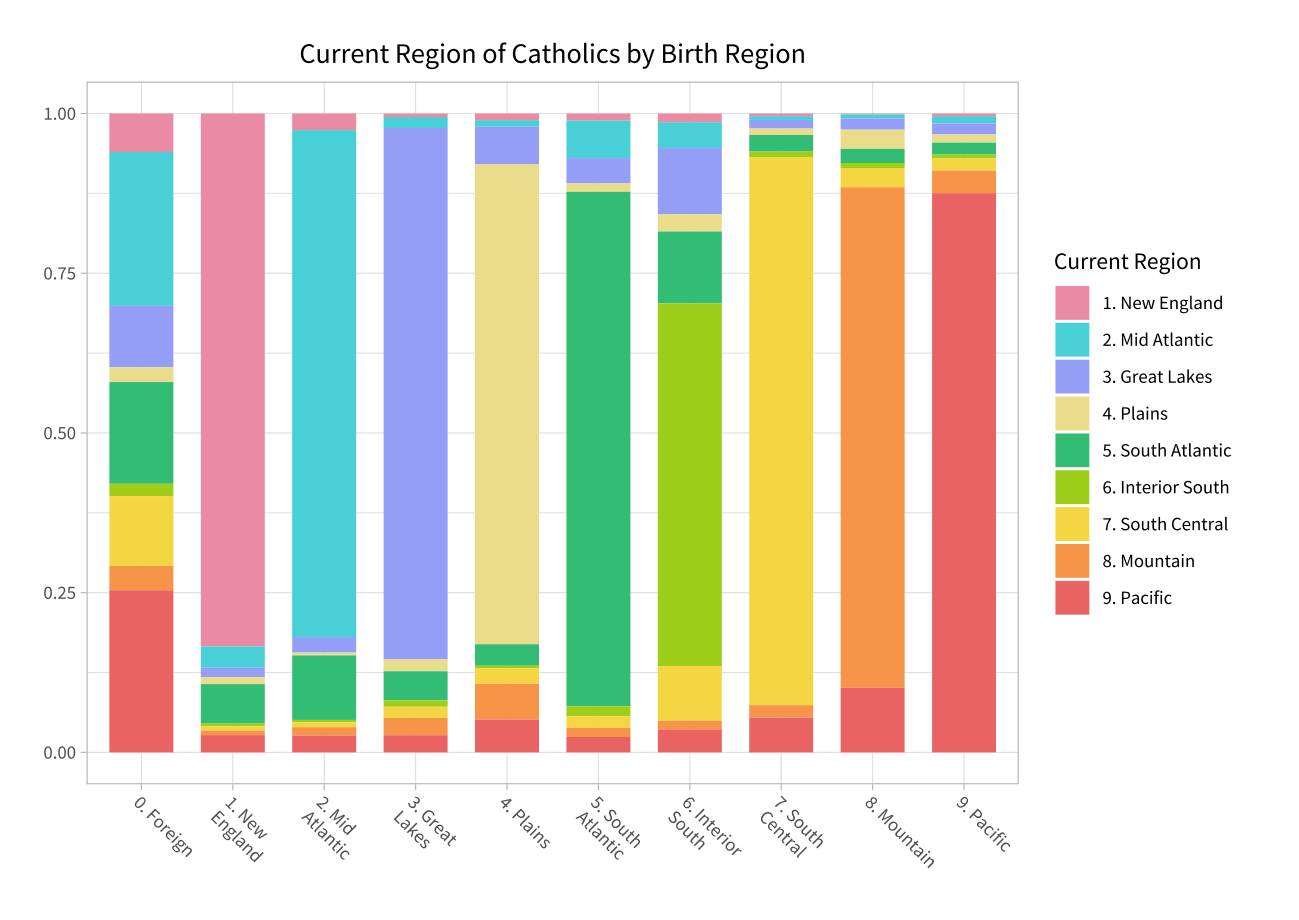 Current Region of Catholics by Birth Region
1.00
0.75
0.50
0.25
0.00
0. Foreign
1. New
England
2. Mid
Atlantic
3. Great
Lakes
4. Plains
5. South
Atlantic
6. Interior
South
7. South
Central
8. Mountain
9. Pacific
Current Region
1. New England
2. Mid Atlantic
3. Great Lakes
4. Plains
5. South Atlantic
6. Interior South
7. South Central
8. Mountain
9. Pacific